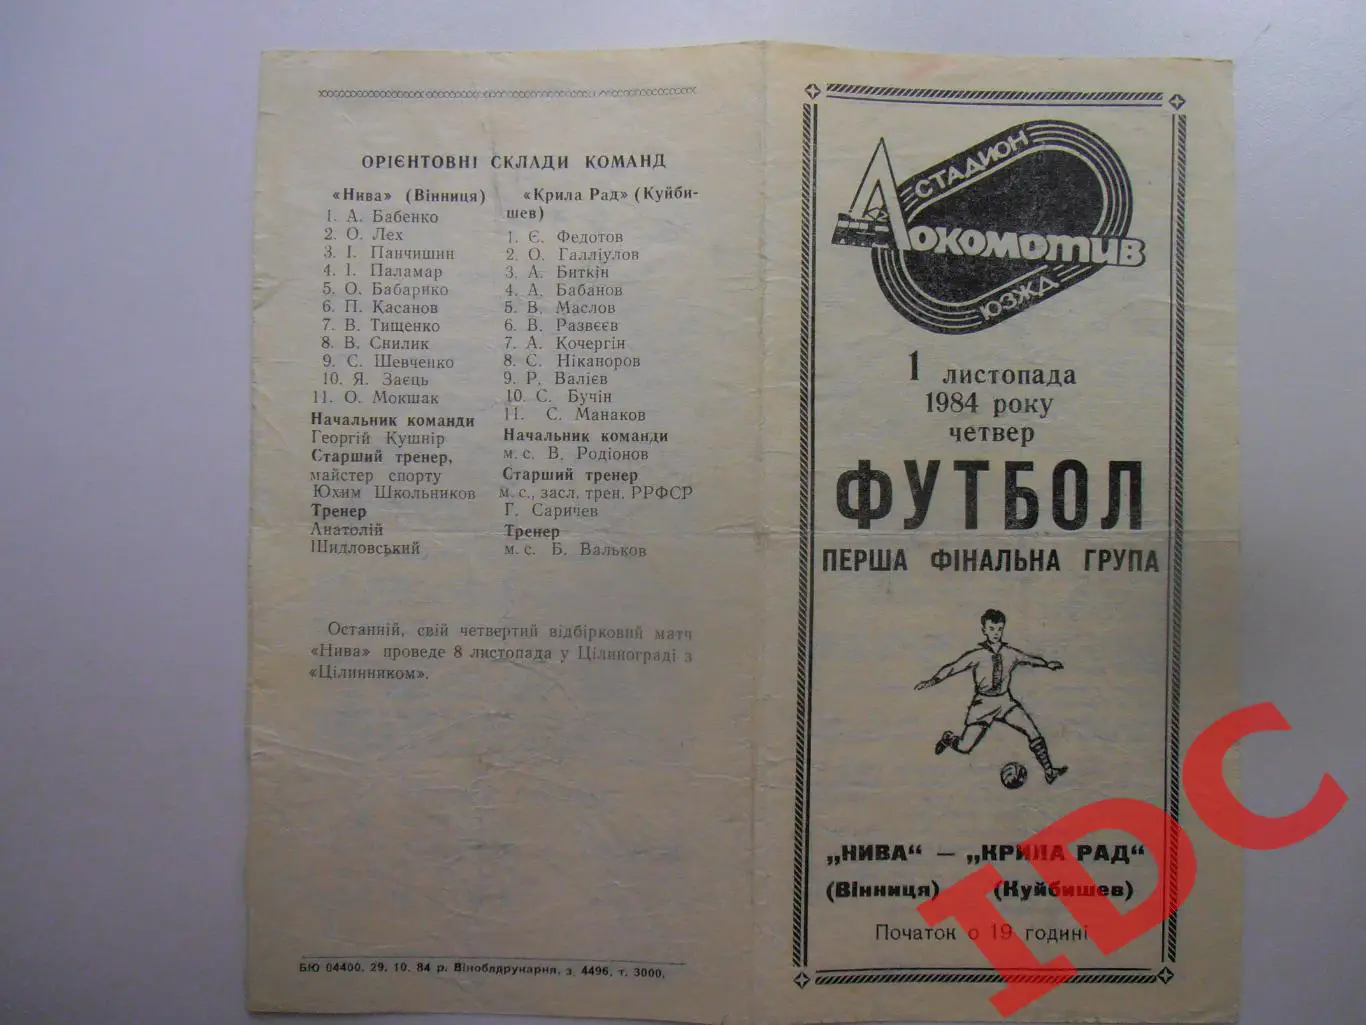 ОРІЄНТОВНІ СКЛАДИ КОМАНД
«Нива» (Вінниця)
1. А. Бабенко
2. О. Лех
3. І. Панчишин
4. І. Паламар
5. О. Бабарико
6. П. Касанов
7. В. Тищенко
8. В. Снилик
9. С. Шевченко
10. Я. Заєць
11. О. Мокшак
Начальник команди
Георгій Кушнір
Старший тренер,
майстер спорту
Юхим Школьников
Тренер
Анатолій
Шидловський
«Крила Рад» (Куйби-
шев)
1. Є. Федотов
2. О. Галліулов
3. А. Биткін
4. А. Бабанов
5. В. Маслов
6. В. Развєєв
7. А. Кочергін
8. С. Ніканоров
9. Р. Валієв
10. С. Бучін
11. С. Манаков
Начальник команди
м. с. В. Родіонов
Старший тренер
м. с., засл. трен. РРФСР
Г. Саричев
Тренер
м. с. Б. Вальков
Останній, свій четвертий відбірковий матч
«Нива» проведе 8 листопада у Цілинограді з
«Цілинником».
БЮ 04400. 29. 10. 84 р. Віноблдрукарня, з. 4496, т. 3000.
СТАДИОН
Локомотив
ЮЗЖД
1 листопада
1984 року
четвер
ФУТБОЛ
ПЕРША ФІНАЛЬНА ГРУПА
„НИВА“ — „КРИЛА РАД“
(Вінниця) (Куйбишев)
Початок о 19 годині
IDC